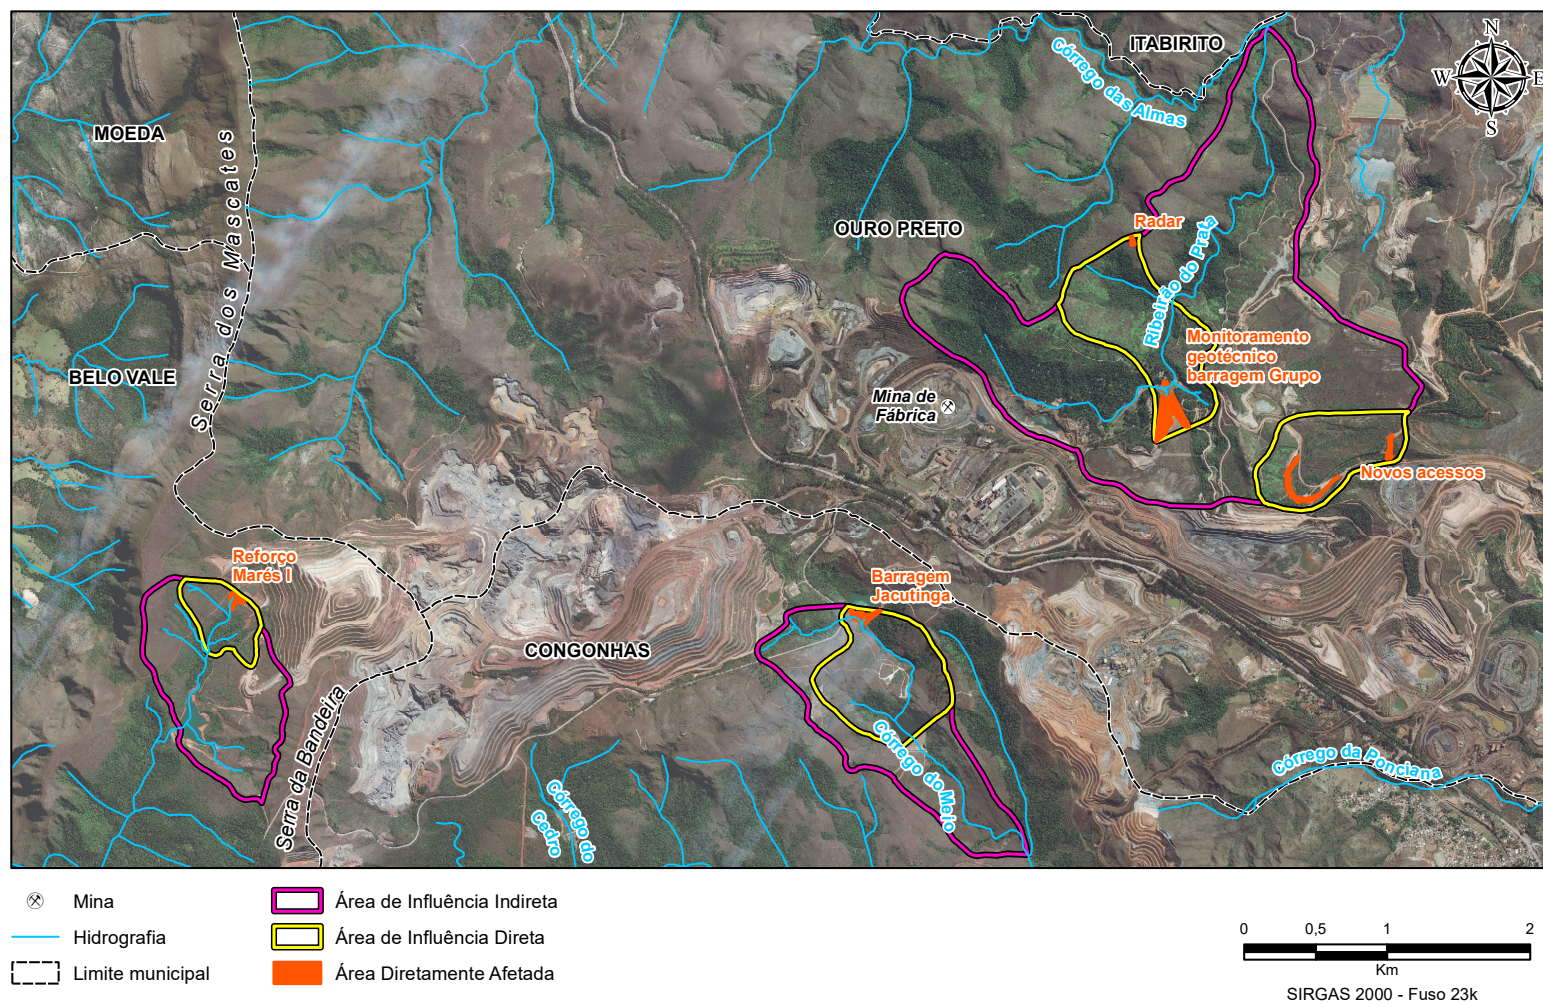 ITABIRITO
N
W
E
S
Córrego das Almas
MOEDA
Serra dos Mascates
OURO PRETO
Radar
Ribeirão do Prata
Monitoramento
geotécnico
barragem Grupo
BELO VALE
Mina de
Fábrica
Novos acessos
Reforço
Marés I
Barragem
Jacutinga
CONGONHAS
Serra da Bandeira
Córrego do Meio
Córrego da Ponciana
Córrego do
Cedro
Mina
Hidrografia
Limite municipal
Área de Influência Indireta
Área de Influência Direta
Área Diretamente Afetada
0 0,5 1 2
Km
SIRGAS 2000 - Fuso 23k